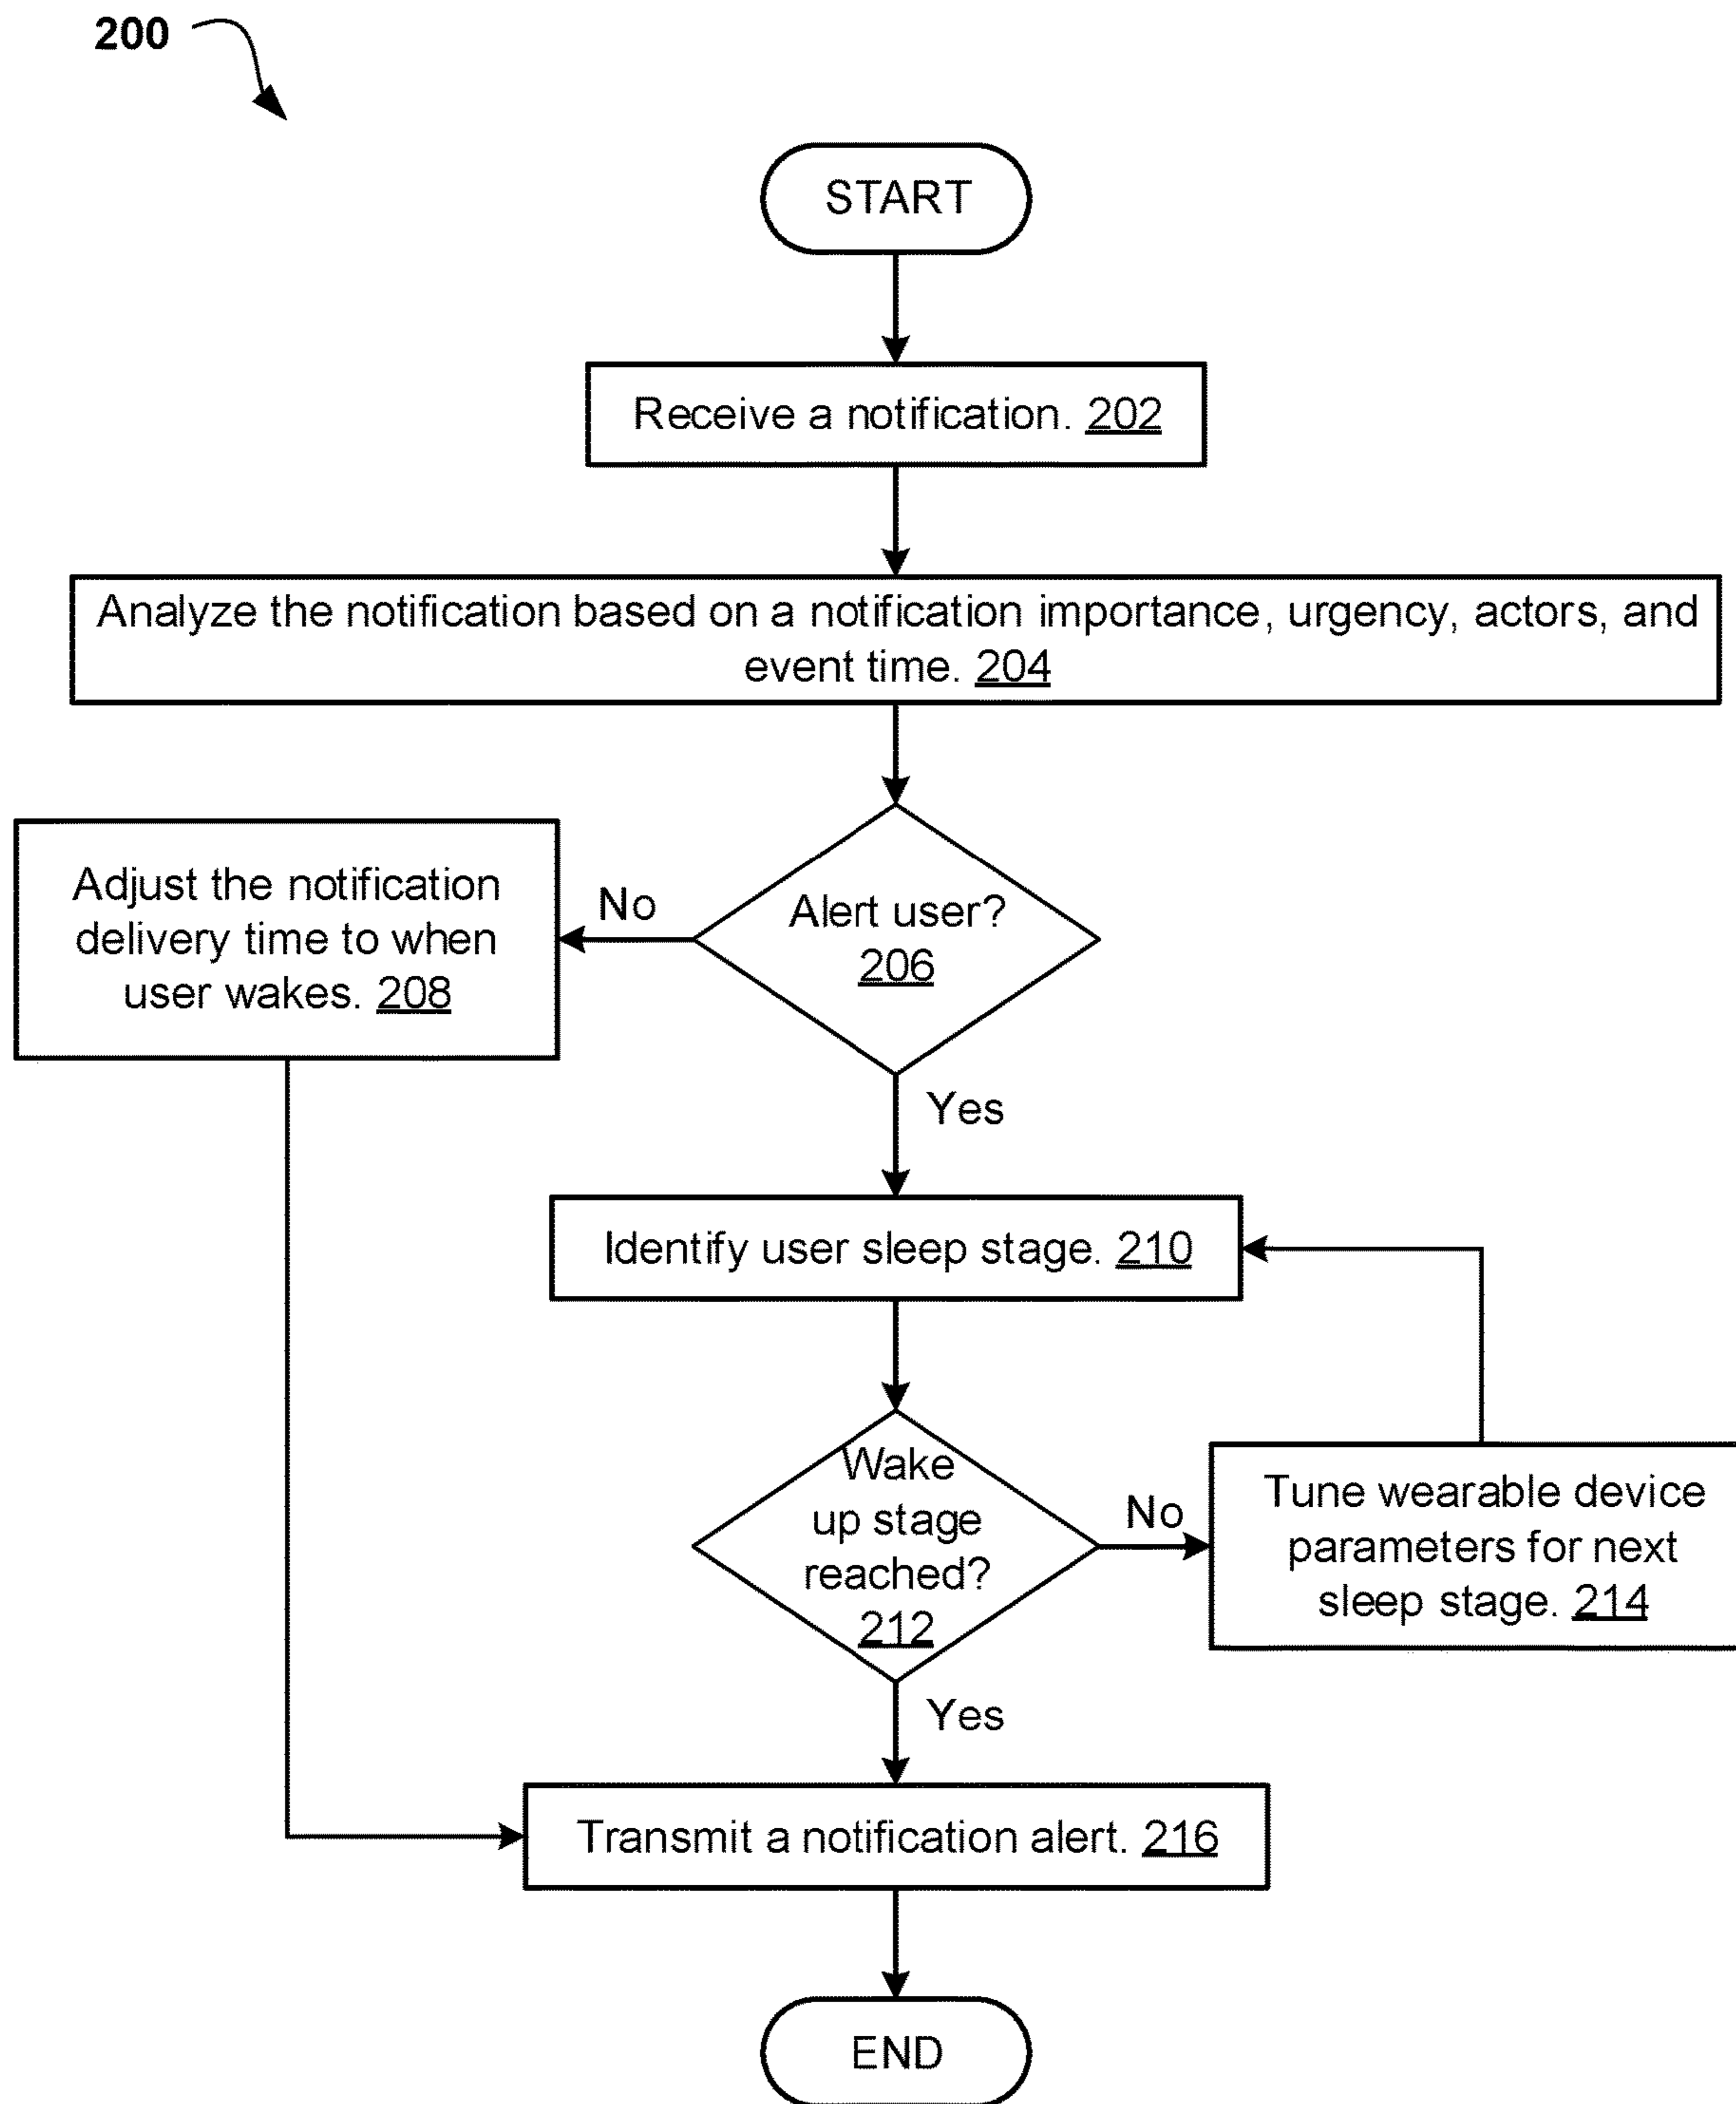 200
START
Receive a notification. 202
Analyze the notification based on a notification importance, urgency, actors, and
event time. 204
Adjust the notification
delivery time to when
user wakes. 208
No
Alert user?
206
Yes
Identify user sleep stage. 210
Wake
up stage
reached?
212
No
Tune wearable device
parameters for next
sleep stage. 214
Yes
Transmit a notification alert. 216
END